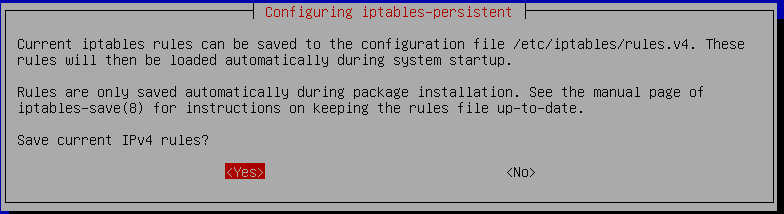 Configuring iptables-persistent
Current iptables rules can be saved to the configuration file /etc/iptables/rules.v4. These
rules will then be loaded automatically during system startup.
Rules are only saved automatically during package installation. See the manual page of
iptables-save(8) for instructions on keeping the rules file up-to-date.
Save current IPv4 rules?
<Yes> <No>